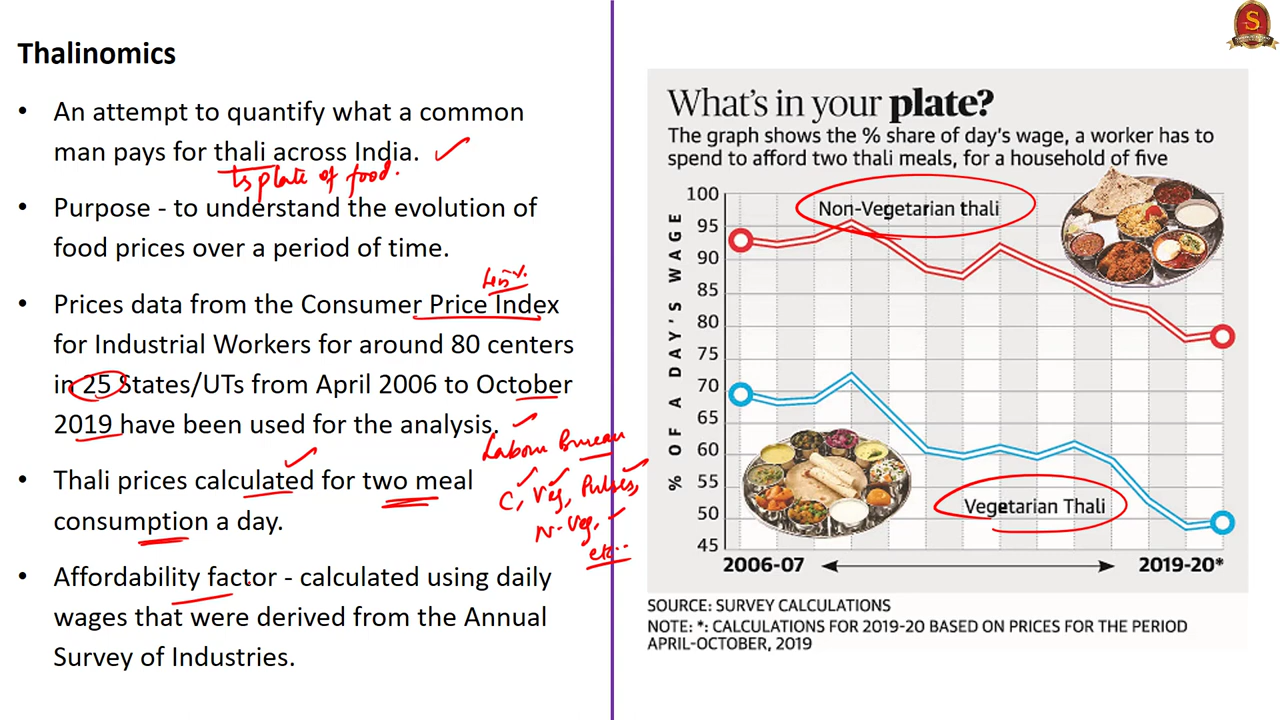 Thalinomics
• An attempt to quantify what a common
man pays for thali across India.
plate of food.
• Purpose - to understand the evolution of
food prices over a period of time.
• Prices data from the Consumer Price Index
for Industrial Workers for around 80 centers
in 25 States/UTs from April 2006 to October
2019 have been used for the analysis.
Labour Bureau
• Thali prices calculated for two meal
consumption a day.
C, Veg, Pulses,
N-Veg,
etc..
• Affordability factor - calculated using daily
wages that were derived from the Annual
Survey of Industries.
S
What's in your plate?
The graph shows the % share of day's wage, a worker has to
spend to afford two thali meals, for a household of five
% OF A DAY'S WAGE
100
95
90
85
80
75
70
65
60
55
50
45
Non-Vegetarian thali
Vegetarian Thali
2006-07
2019-20*
SOURCE: SURVEY CALCULATIONS
NOTE: *: CALCULATIONS FOR 2019-20 BASED ON PRICES FOR THE PERIOD
APRIL-OCTOBER, 2019